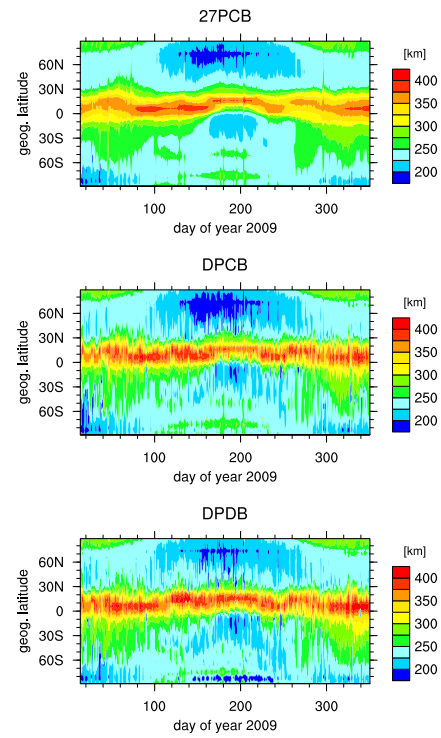 27PCB
[km]
60N
30N
0
30S
60S
geog. latitude
400
350
300
250
200
100
200
300
day of year 2009
DPCB
[km]
60N
30N
0
30S
60S
geog. latitude
400
350
300
250
200
100
200
300
day of year 2009
DPDB
[km]
60N
30N
0
30S
60S
geog. latitude
400
350
300
250
200
100
200
300
day of year 2009